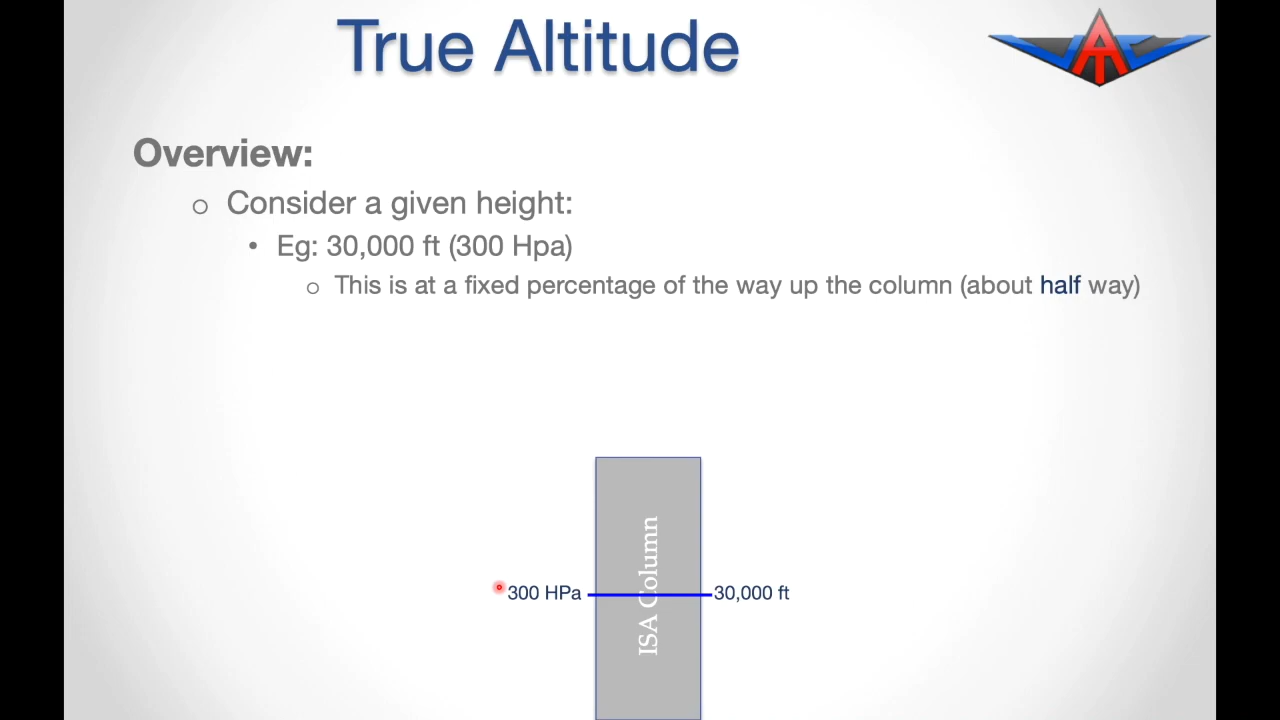 True Altitude
Overview:
Consider a given height:
Eg: 30,000 ft (300 Hpa)
This is at a fixed percentage of the way up the column (about half way)
ISA Column
300 HPa
30,000 ft